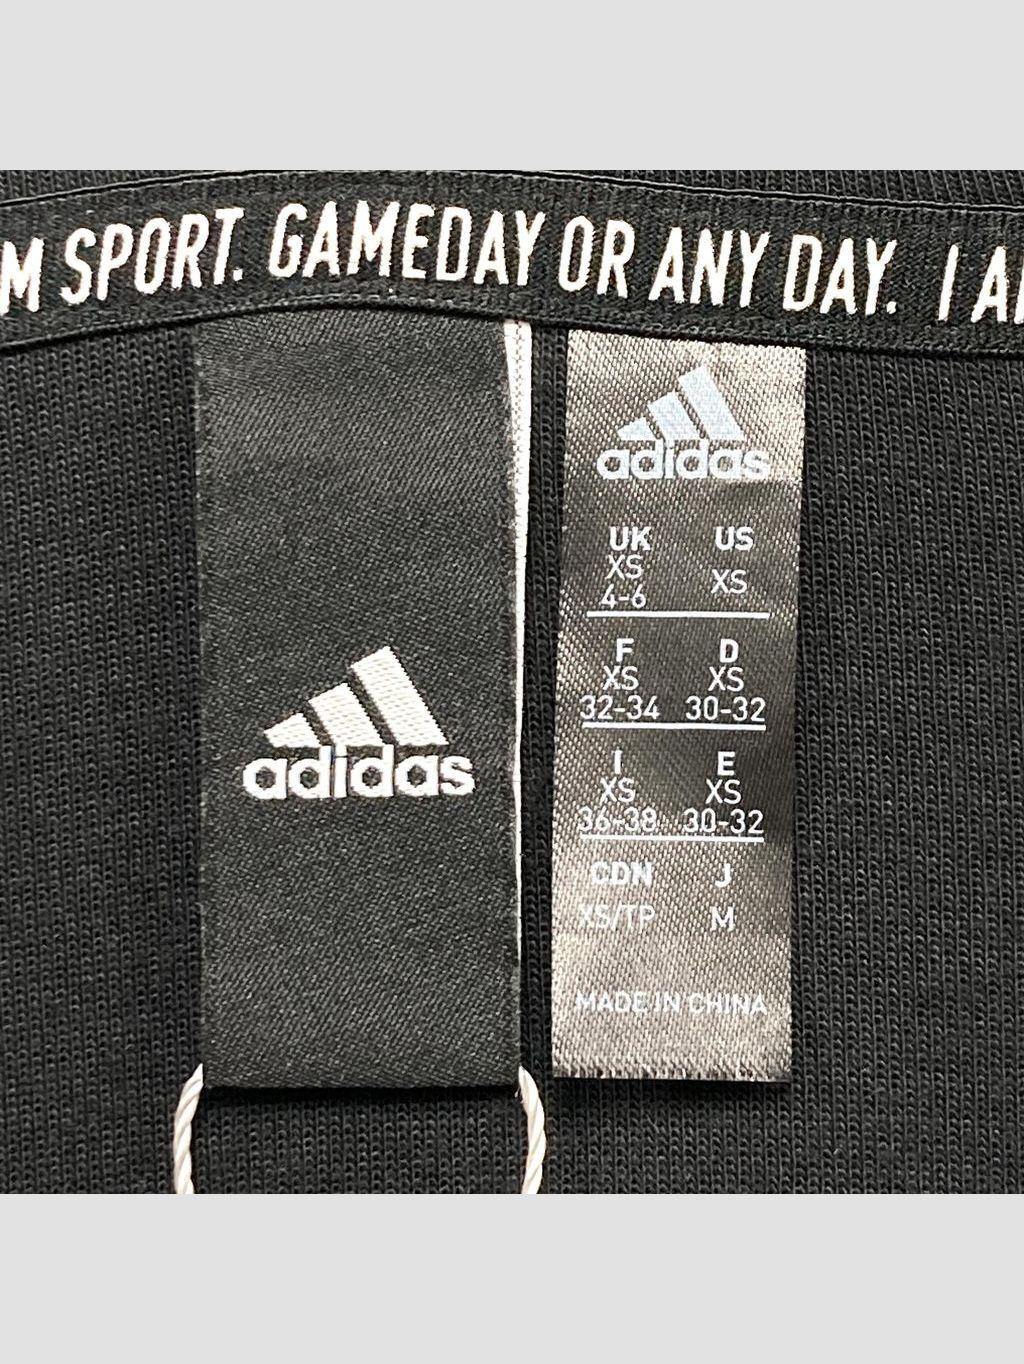 M SPORT. GAMEDAY OR ANY DAY. I A
adidas
adidas
UK US
XS XS
4-6
F D
XS XS
32-34 30-32
I E
XS XS
36-38 30-32
CDN J
XS/TP M
MADE IN CHINA